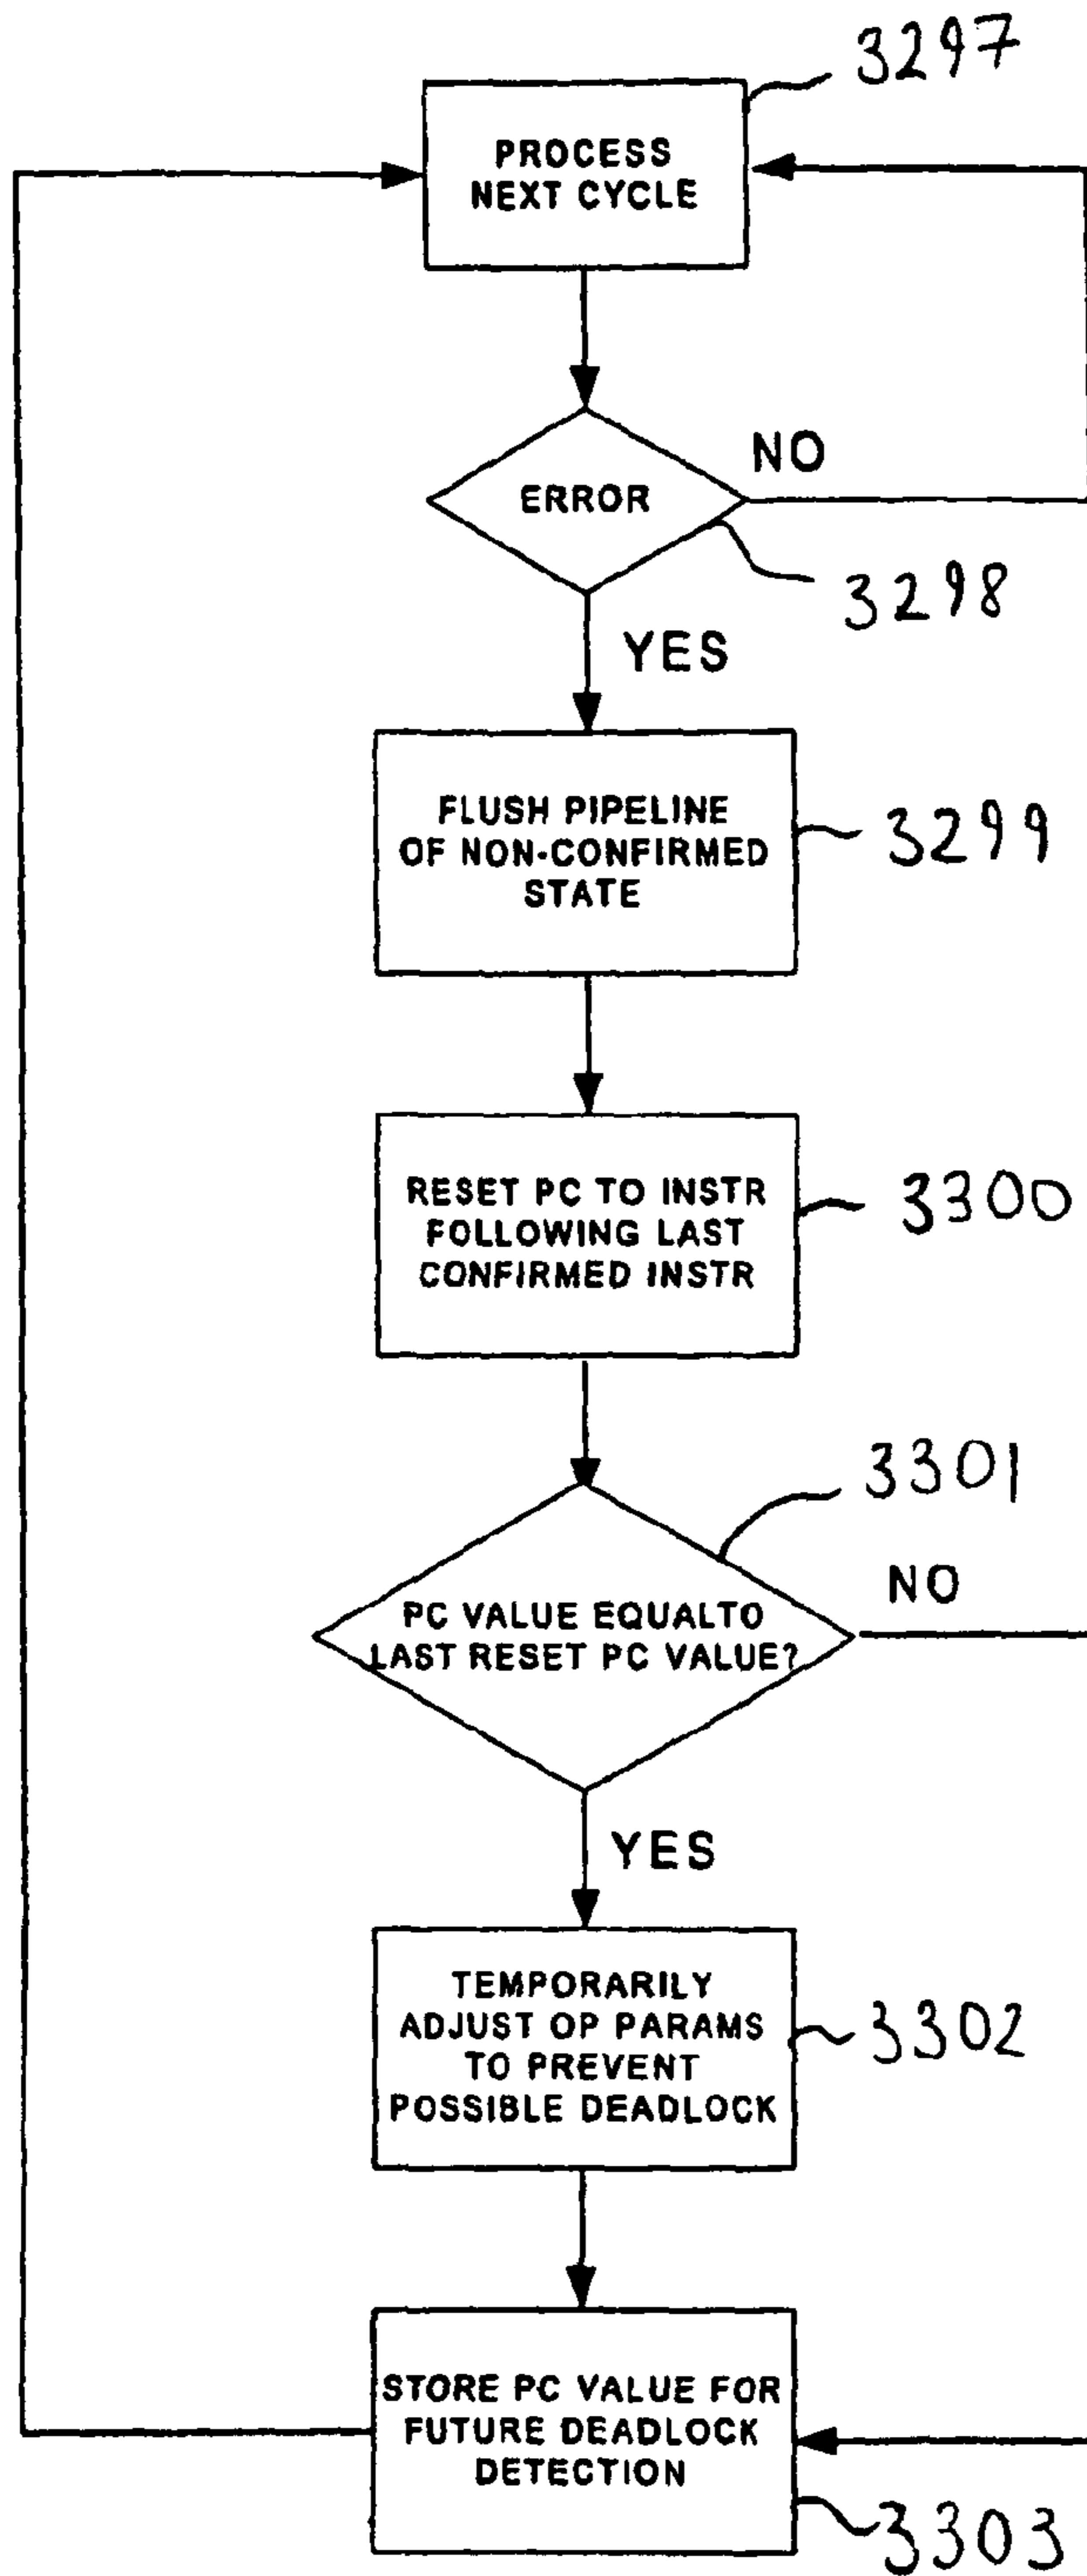 3297
PROCESS
NEXT CYCLE
ERROR
NO
3298
YES
FLUSH PIPELINE
OF NON-CONFIRMED
STATE
3299
RESET PC TO INSTR
FOLLOWING LAST
CONFIRMED INSTR
3300
3301
PC VALUE EQUALTO
LAST RESET PC VALUE?
NO
YES
TEMPORARILY
ADJUST OP PARAMS
TO PREVENT
POSSIBLE DEADLOCK
3302
STORE PC VALUE FOR
FUTURE DEADLOCK
DETECTION
3303